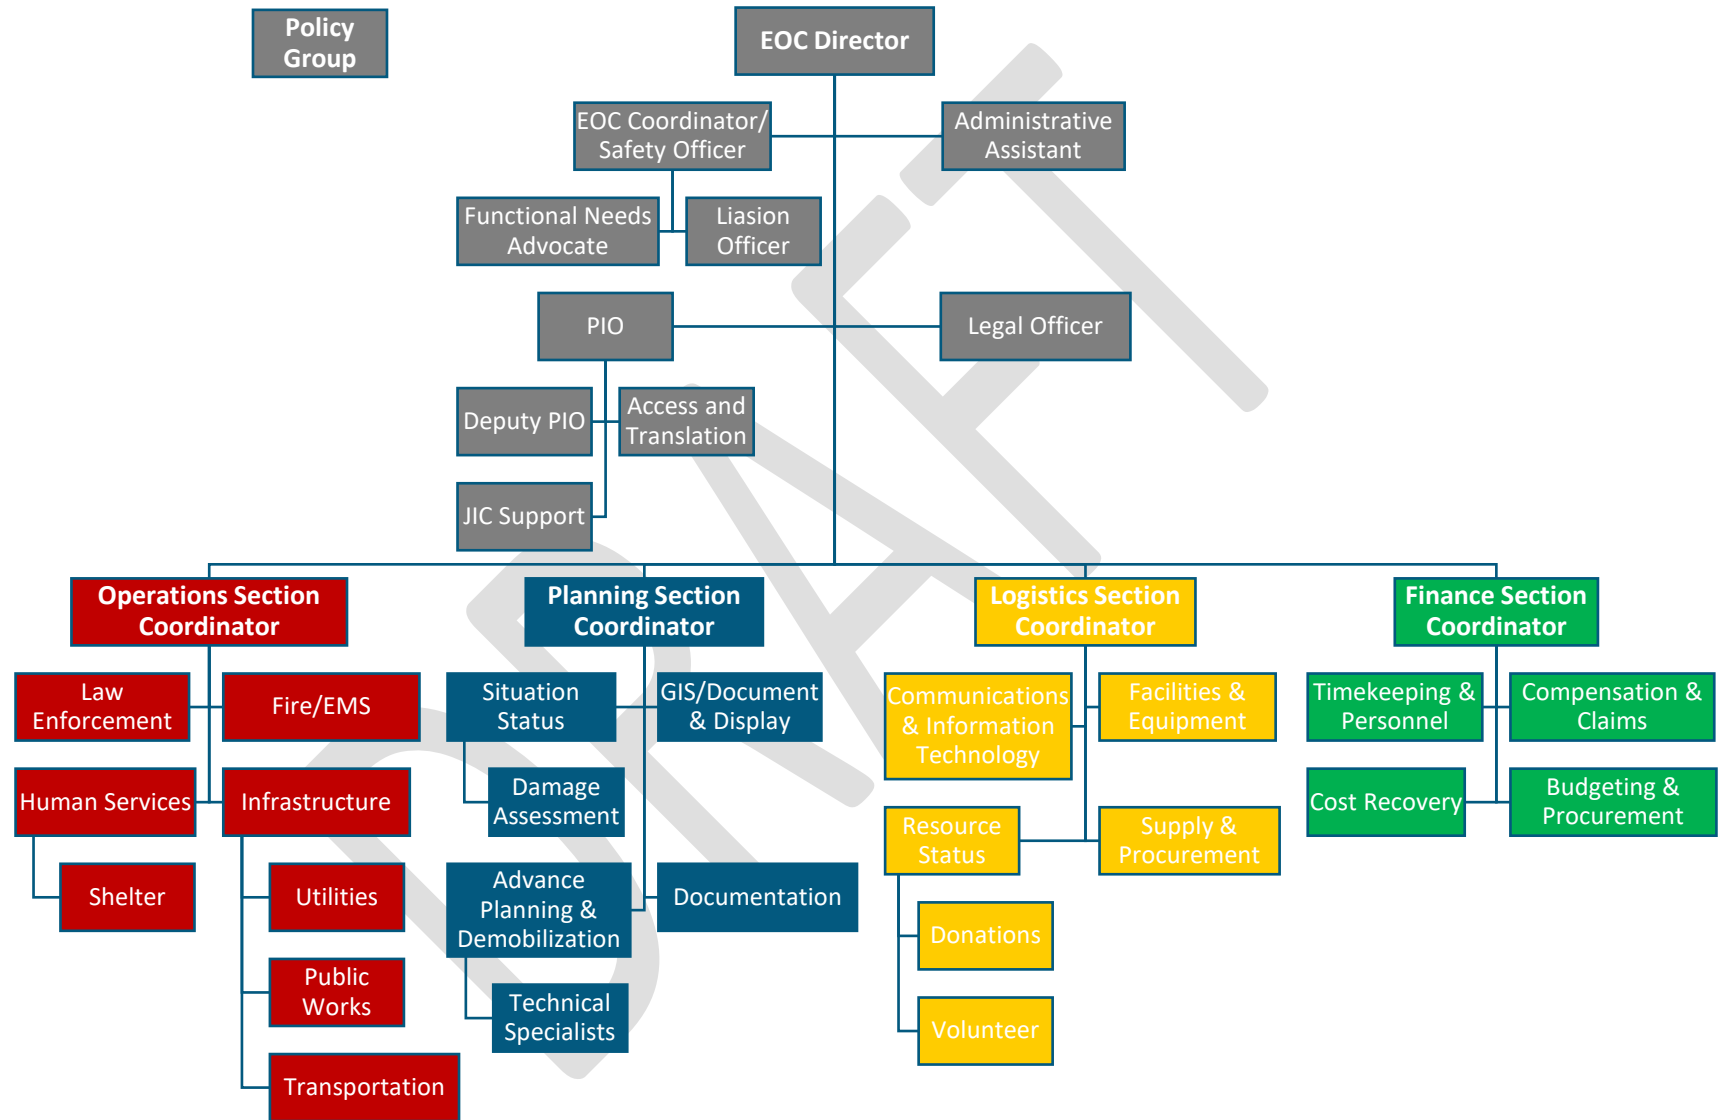 Policy
Group
EOC Director
EOC Coordinator/
Safety Officer
Administrative
Assistant
Functional Needs
Advocate
Liasion
Officer
PIO
Legal Officer
Deputy PIO
Access and
Translation
JIC Support
Operations Section
Coordinator
Law
Enforcement
Fire/EMS
Human Services
Infrastructure
Shelter
Utilities
Public
Works
Transportation
Planning Section
Coordinator
Situation
Status
GIS/Document
& Display
Damage
Assessment
Advance
Planning &
Demobilization
Documentation
Technical
Specialists
Logistics Section
Coordinator
Communications
& Information
Technology
Facilities &
Equipment
Resource
Status
Supply &
Procurement
Donations
Volunteer
Finance Section
Coordinator
Timekeeping &
Personnel
Compensation &
Claims
Cost Recovery
Budgeting &
Procurement
DRAFT